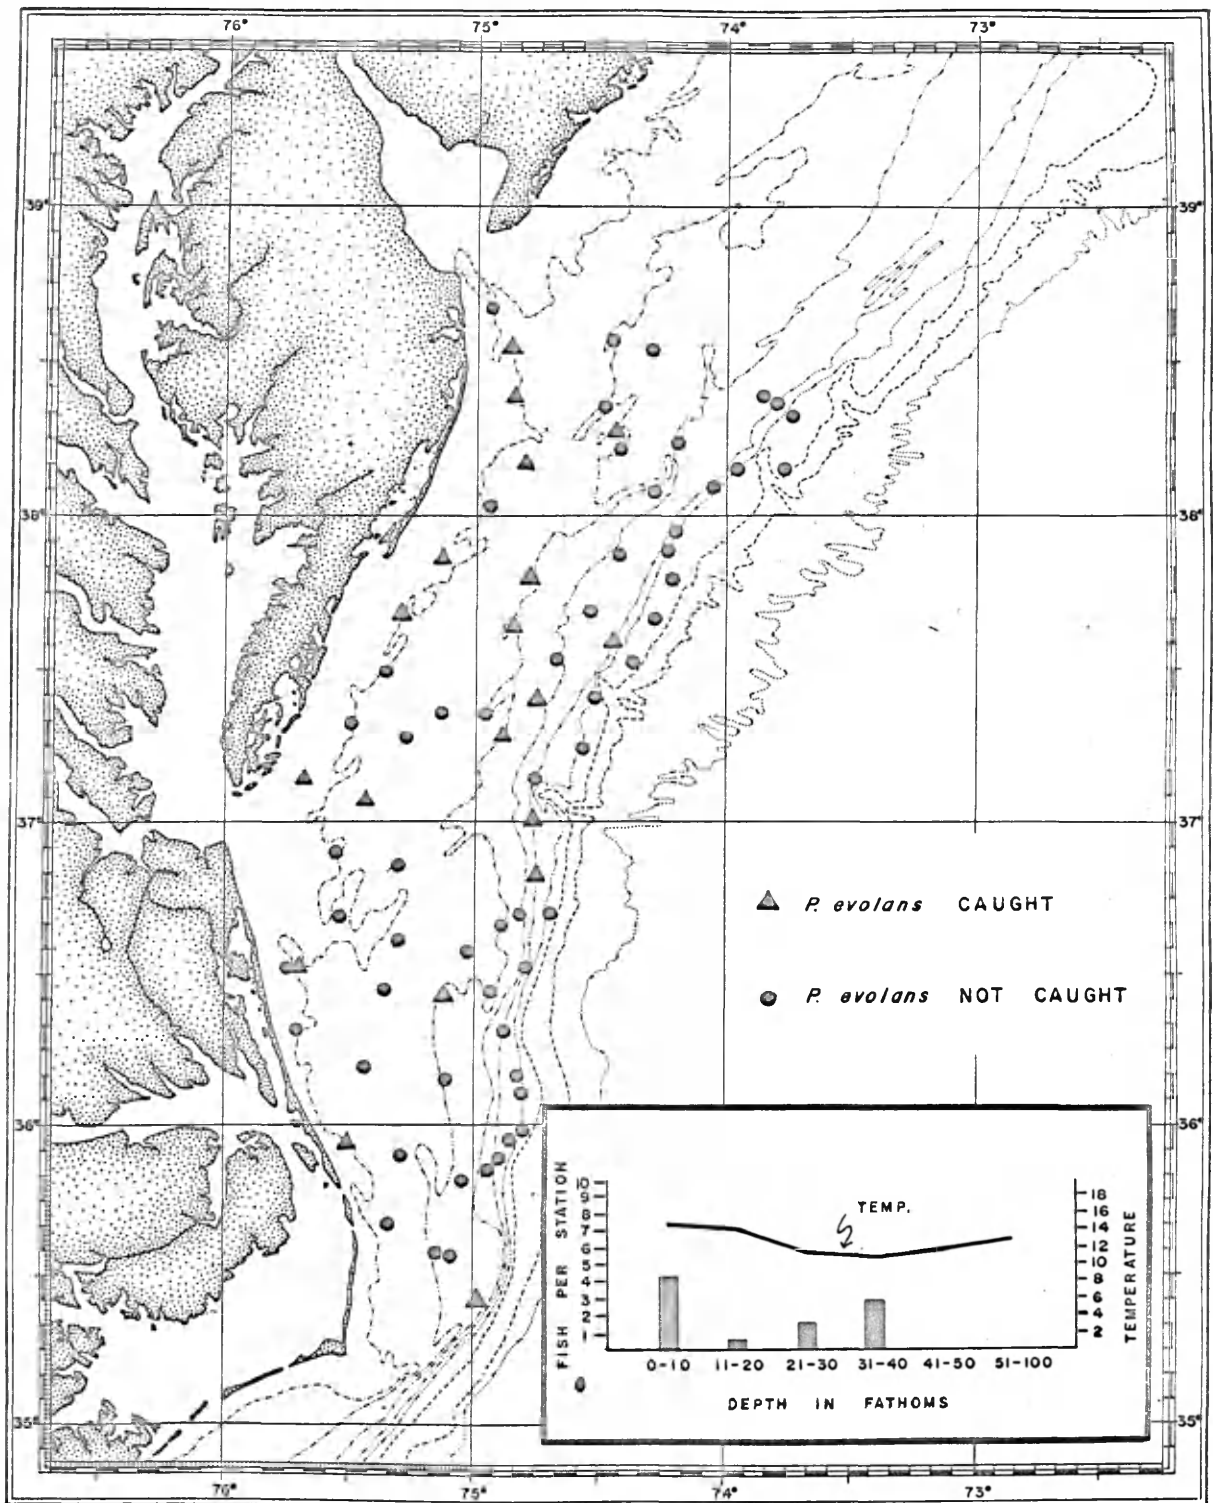 76° 75° 74° 73°
39° 39°
38° 38°
37° 37°
P. evolans CAUGHT
P. evolans NOT CAUGHT
36° 36°
FISH PER STATION
10
9
8
7
6
5
4
3
2
1
TEMP.
18
16
14
12
10
8
6
4
2
TEMPERATURE
0-10 11-20 21-30 31-40 41-50 51-100
DEPTH IN FATHOMS
35° 35°
76° 75° 74° 73°